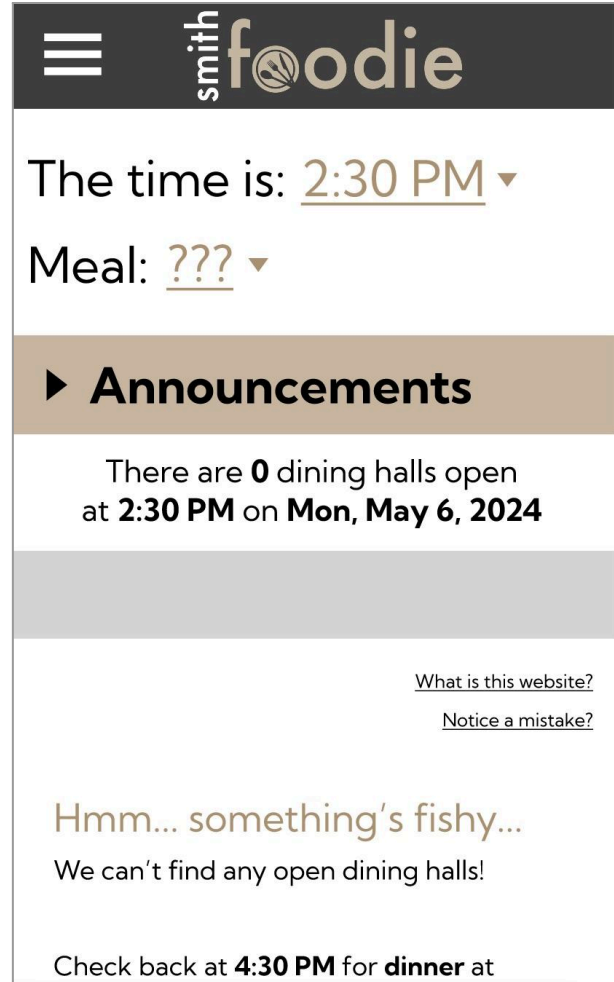 smith foodie
The time is: 2:30 PM
Meal: ???
Announcements
There are 0 dining halls open
at 2:30 PM on Mon, May 6, 2024
What is this website?
Notice a mistake?
Hmm... something's fishy...
We can't find any open dining halls!
Check back at 4:30 PM for dinner at